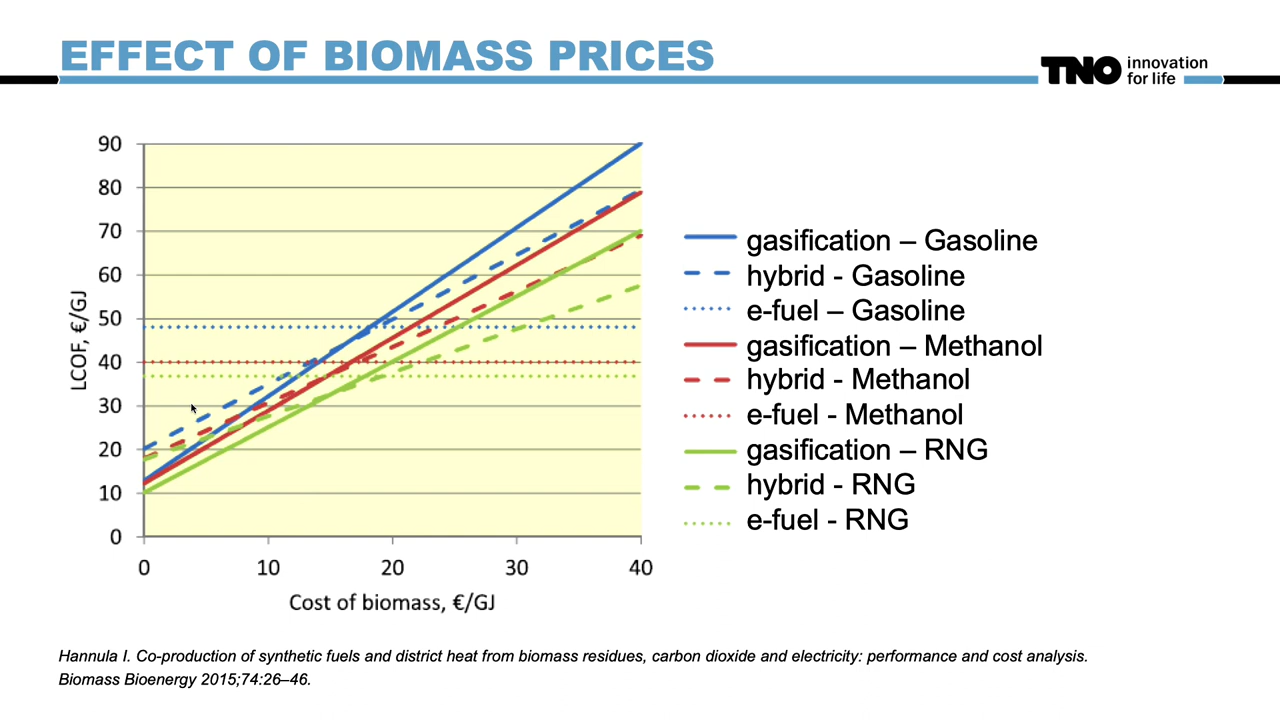 EFFECT OF BIOMASS PRICES
TNO innovation
for life
90
80
70
60
50
40
30
20
10
0
LCOF, €/GJ
0 10 20 30 40
Cost of biomass, €/GJ
gasification – Gasoline
hybrid - Gasoline
e-fuel – Gasoline
gasification – Methanol
hybrid - Methanol
e-fuel - Methanol
gasification – RNG
hybrid - RNG
e-fuel - RNG
Hannula I. Co-production of synthetic fuels and district heat from biomass residues, carbon dioxide and electricity: performance and cost analysis.
Biomass Bioenergy 2015;74:26–46.